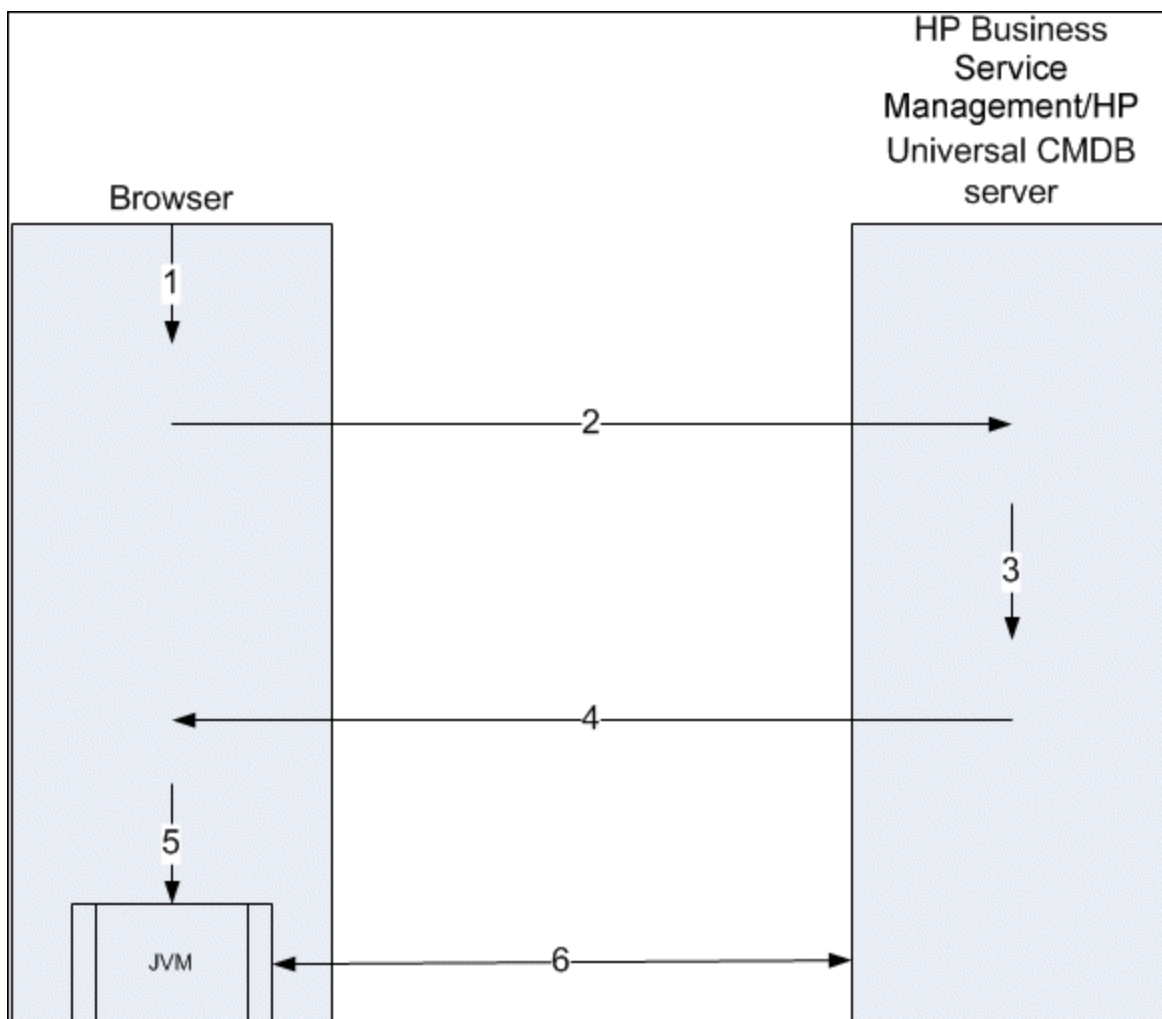 HP Business
Service
Management/HP
Universal CMDB
server
Browser
1
2
3
4
5
JVM
6